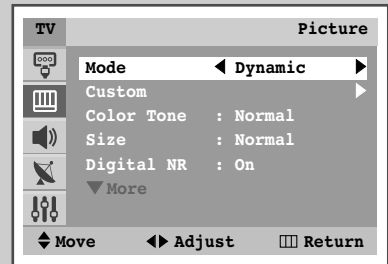 TV Picture
Mode ◀ Dynamic ▶
Custom ▶
Color Tone : Normal
Size : Normal
Digital NR : On
▼More
Move Adjust Return